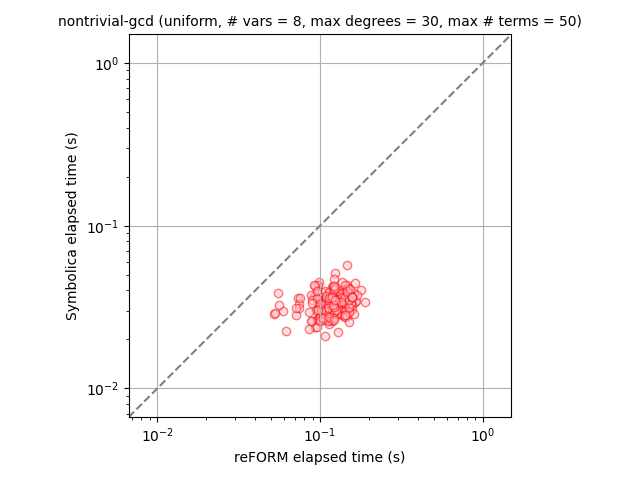 nontrivial-gcd (uniform, # vars = 8, max degrees = 30, max # terms = 50)
Symbolica elapsed time (s)
10⁰
10⁻¹
10⁻²
10⁻² 10⁻¹ 10⁰
reFORM elapsed time (s)